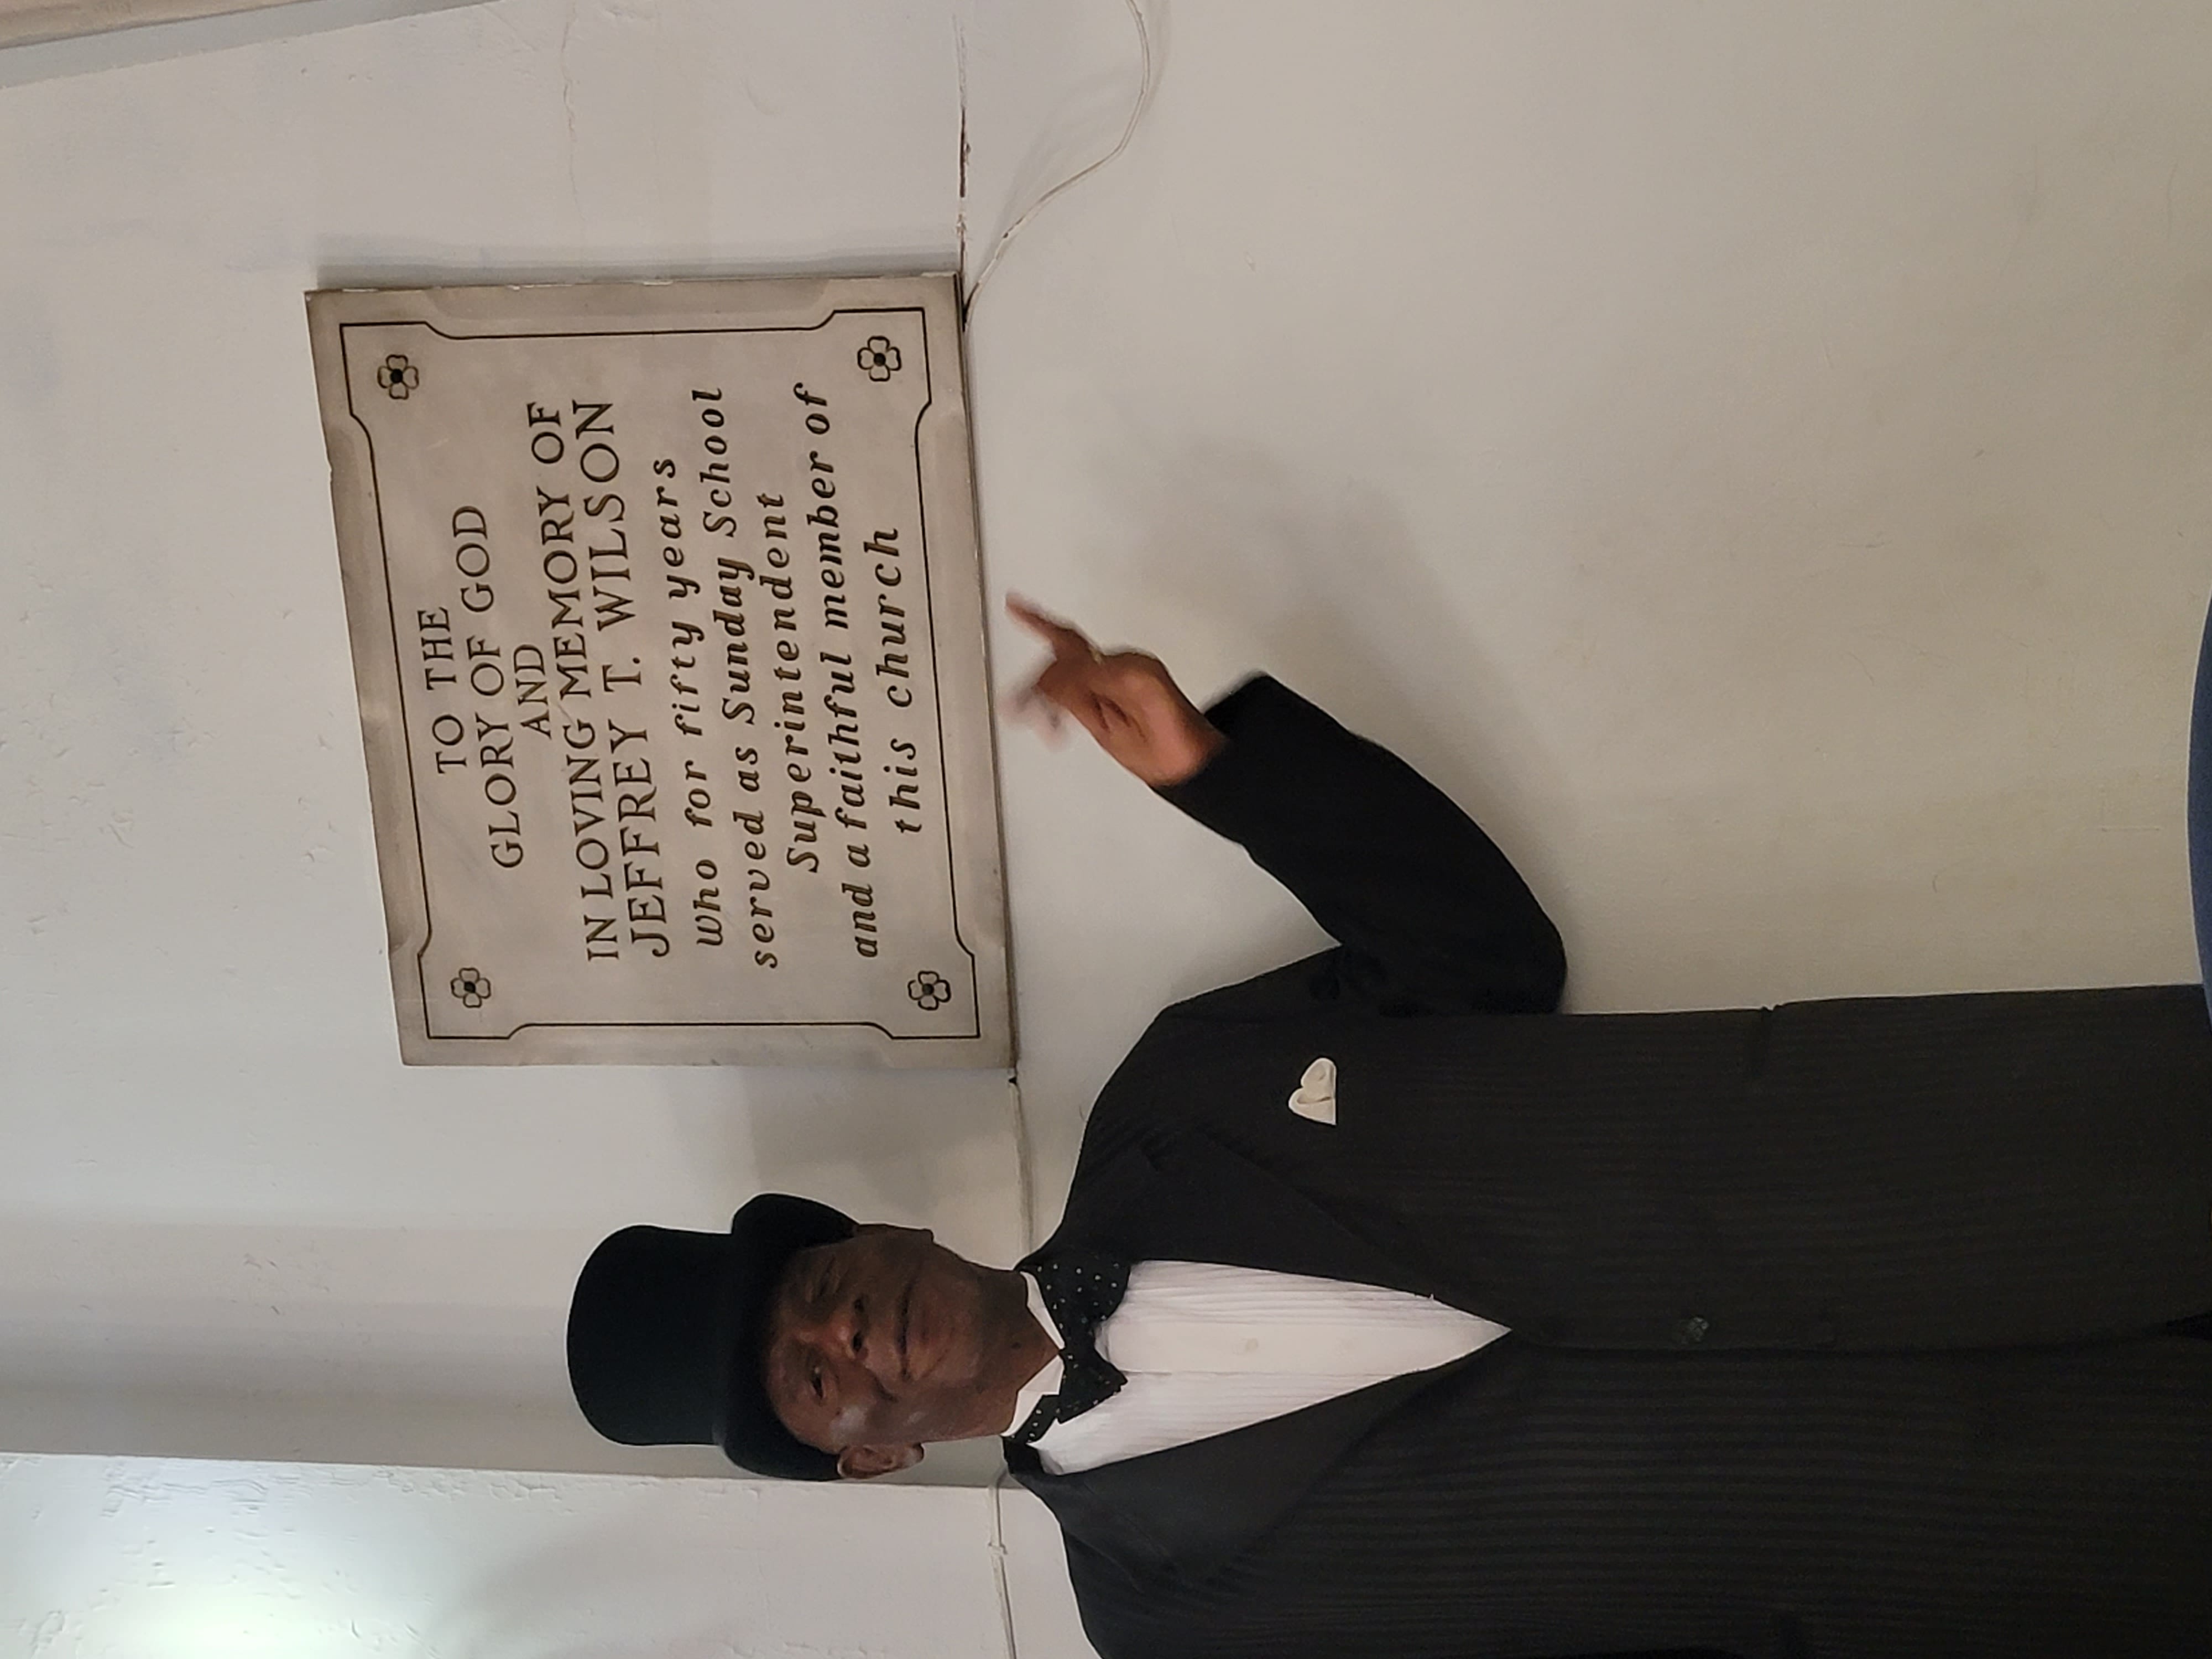 TO THE
GLORY OF GOD
AND
IN LOVING MEMORY OF
JEFFREY T. WILSON
Who for fifty years
served as Sunday School
Superintendent
and a faithful member of
this church